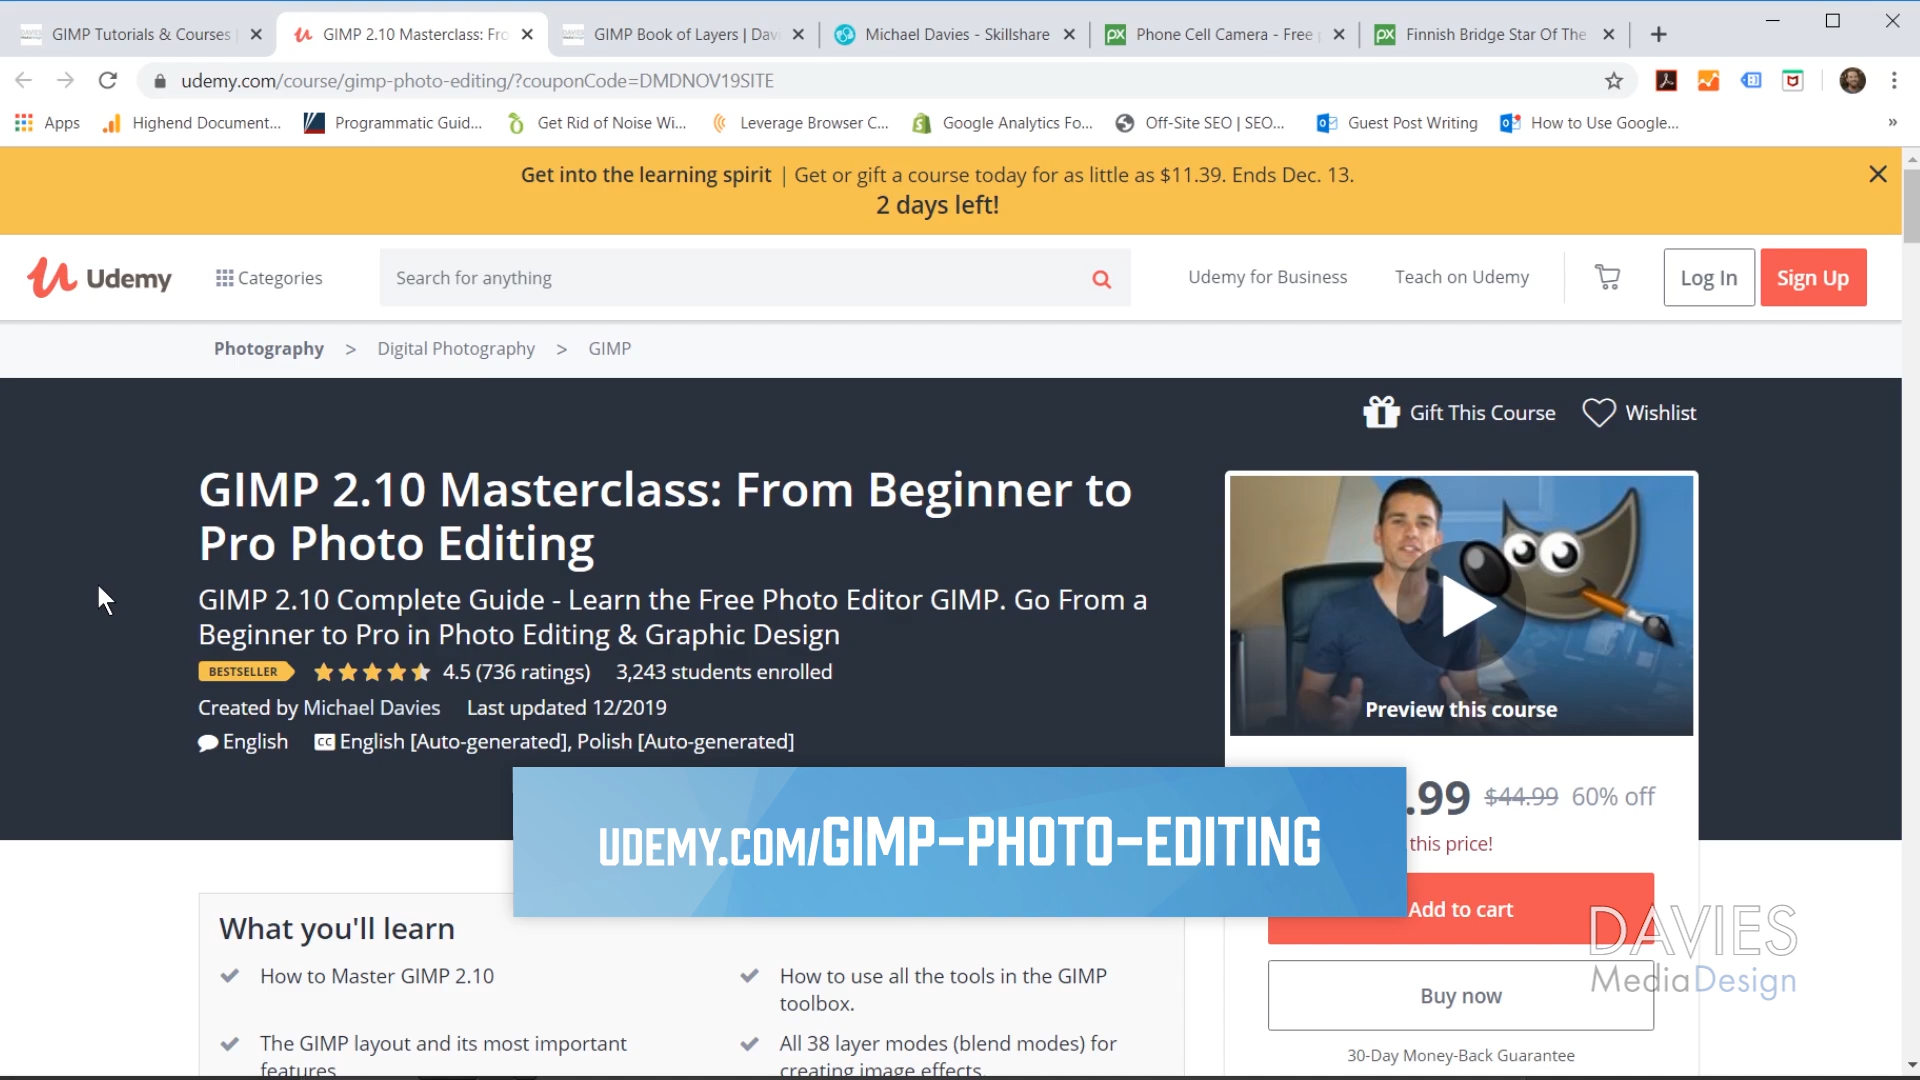 GIMP Tutorials & Courses
GIMP 2.10 Masterclass: Fro
GIMP Book of Layers | Davi
Michael Davies - Skillshare
Phone Cell Camera - Free p
Finnish Bridge Star Of The
udemy.com/course/gimp-photo-editing/?couponCode=DMDNOV19SITE
Apps
Highend Document...
Programmatic Guid...
Get Rid of Noise Wi...
Leverage Browser C...
Google Analytics Fo...
Off-Site SEO | SEO...
Guest Post Writing
How to Use Google...
»
Get into the learning spirit | Get or gift a course today for as little as $11.39. Ends Dec. 13.
2 days left!
Udemy
Categories
Search for anything
Udemy for Business
Teach on Udemy
Log In
Sign Up
Photography > Digital Photography > GIMP
Gift This Course
Wishlist
GIMP 2.10 Masterclass: From Beginner to
Pro Photo Editing
GIMP 2.10 Complete Guide - Learn the Free Photo Editor GIMP. Go From a
Beginner to Pro in Photo Editing & Graphic Design
BESTSELLER 4.5 (736 ratings) 3,243 students enrolled
Created by Michael Davies Last updated 12/2019
English CC English [Auto-generated], Polish [Auto-generated]
Preview this course
.99 $44.99 60% off
this price!
UDEMY.COM/GIMP-PHOTO-EDITING
Add to cart
Buy now
30-Day Money-Back Guarantee
DAVIES
MediaDesign
What you'll learn
How to Master GIMP 2.10
How to use all the tools in the GIMP
toolbox.
The GIMP layout and its most important
features
All 38 layer modes (blend modes) for
creating image effects.